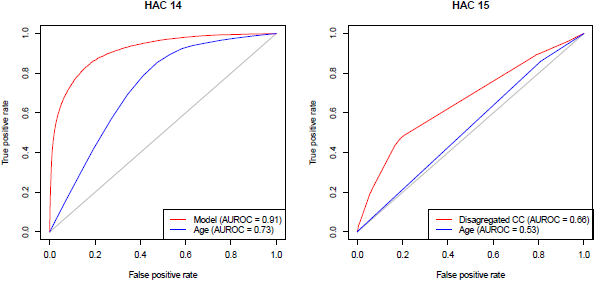 HAC 14
True positive rate
1.0
0.8
0.6
0.4
0.2
0.0
Model (AUROC = 0.91)
Age (AUROC = 0.73)
0.0 0.2 0.4 0.6 0.8 1.0
False positive rate
HAC 15
True positive rate
1.0
0.8
0.6
0.4
0.2
0.0
Disagregated CC (AUROC = 0.66)
Age (AUROC = 0.53)
0.0 0.2 0.4 0.6 0.8 1.0
False positive rate